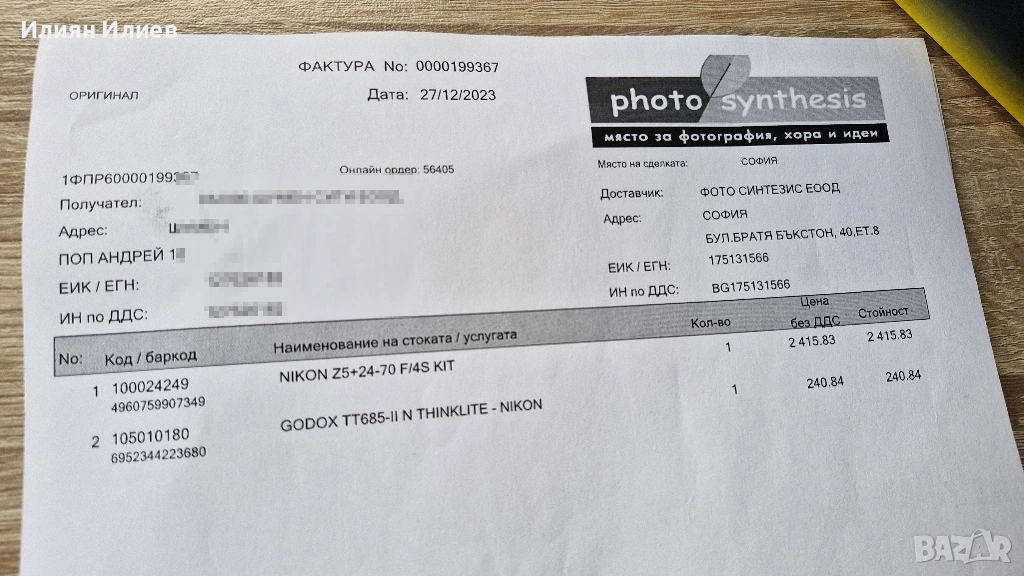 Илиян Илиев
ФАКТУРА No: 0000199367
ОРИГИНАЛ
Дата: 27/12/2023
photo synthesis
място за фотография, хора и идеи
1ФПР60000199367
Онлайн ордер: 56405
Получател:
Адрес:
ПОП АНДРЕЙ
ЕИК / ЕГН:
ИН по ДДС:
Място на сделката: СОФИЯ
Доставчик: ФОТО СИНТЕЗИС ЕООД
Адрес: СОФИЯ
БУЛ.БРАТЯ БЪКСТОН, 40,ЕТ.8
ЕИК / ЕГН: 175131566
ИН по ДДС: BG175131566
No: Код / баркод Наименование на стоката / услугата Кол-во Цена без ДДС Стойност
1 100024249 NIKON Z5+24-70 F/4S KIT 1 2 415.83 2 415.83
4960759907349
2 105010180 GODOX TT685-II N THINKLITE - NIKON 1 240.84 240.84
6952344223680
BAZAR